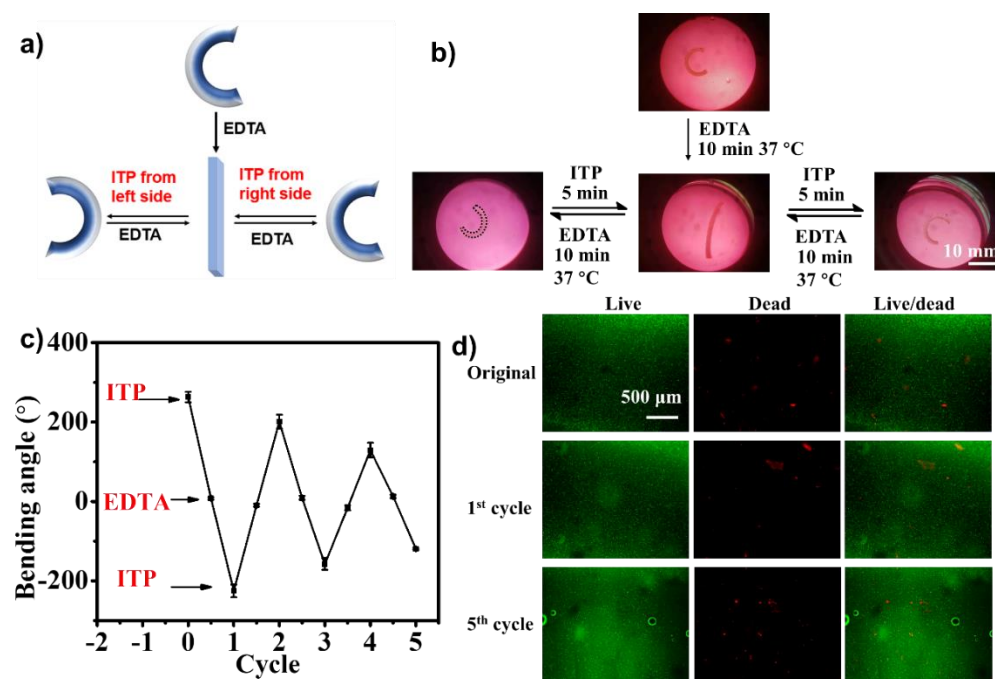 a)
EDTA
ITP from
left side
EDTA
ITP from
right side
EDTA
b)
EDTA
10 min 37 °C
ITP
5 min
EDTA
10 min
37 °C
ITP
5 min
EDTA
10 min
37 °C
10 mm
c)
Bending angle (°)
400
200
0
-200
ITP
EDTA
ITP
-2 -1 0 1 2 3 4 5
Cycle
d)
Live Dead Live/dead
Original
500 μm
1st cycle
5th cycle